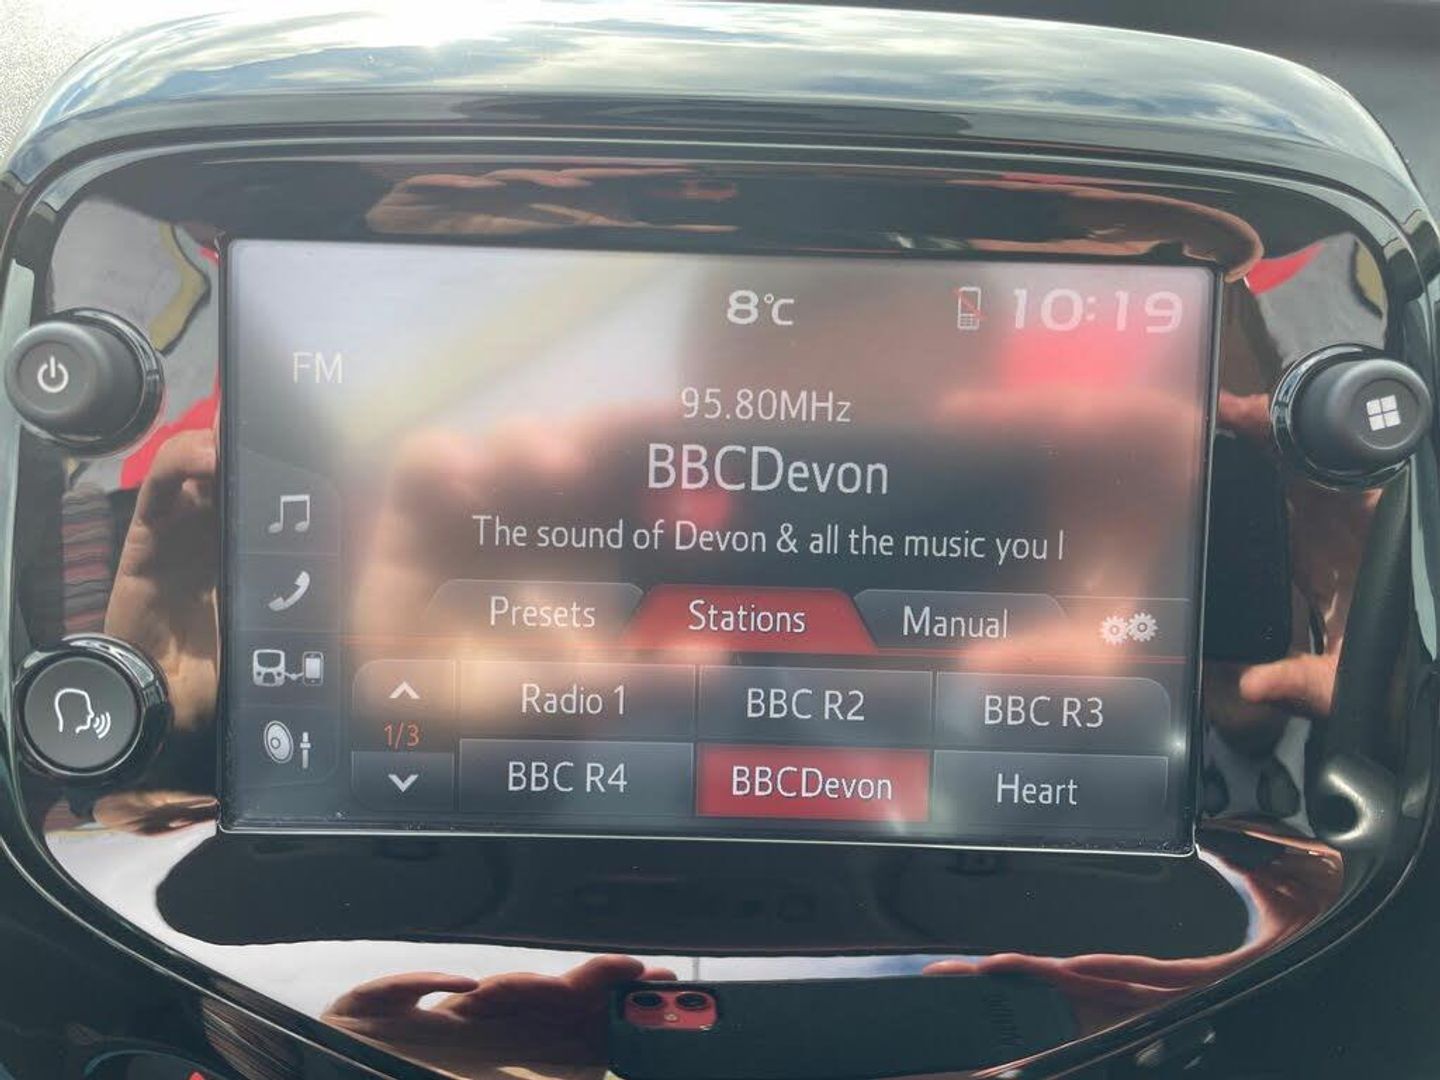 8°C 10:19
FM
95.80MHz
BBCDevon
The sound of Devon & all the music you l
Presets Stations Manual
Radio 1 BBC R2 BBC R3
1/3
BBC R4 BBCDevon Heart